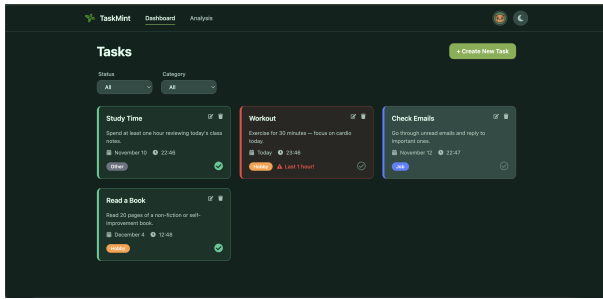 TaskMint Dashboard Analysis
Tasks
+ Create New Task
Status Category
All All
Study Time
Spend at least one hour reviewing today's class
notes.
November 10 22:46
Other
Workout
Exercise for 30 minutes — focus on cardio
today.
Today 23:46
Hobby Last 1 hour!
Check Emails
Go through unread emails and reply to
important ones.
November 12 22:47
Job
Read a Book
Read 20 pages of a non-fiction or self-
improvement book.
December 4 12:48
Hobby